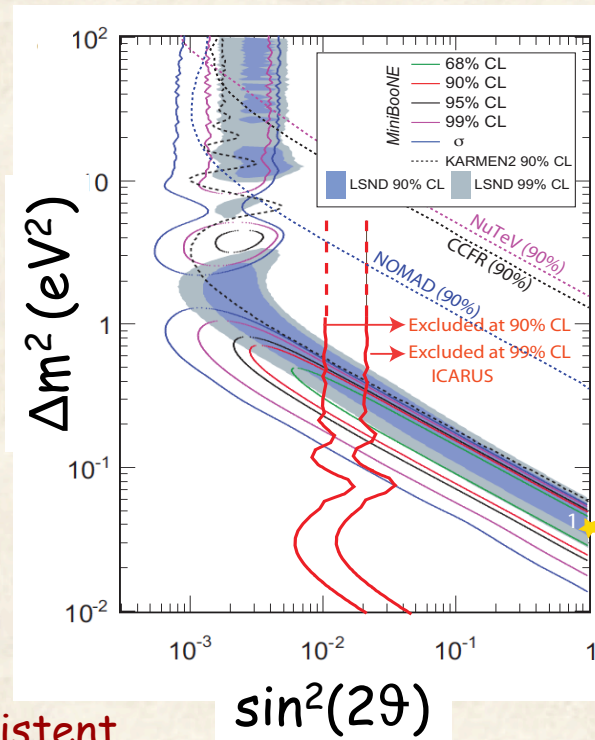 10²
10
1
10⁻¹
10⁻²
Δm² (eV²)
MiniBooNE
68% CL
90% CL
95% CL
99% CL
σ
KARMEN2 90% CL
LSND 90% CL
LSND 99% CL
NuTeV (90%)
CCFR (90%)
NOMAD (90%)
Excluded at 90% CL
Excluded at 99% CL
ICARUS
1
10⁻³
10⁻²
10⁻¹
1
sin²(2ϑ)